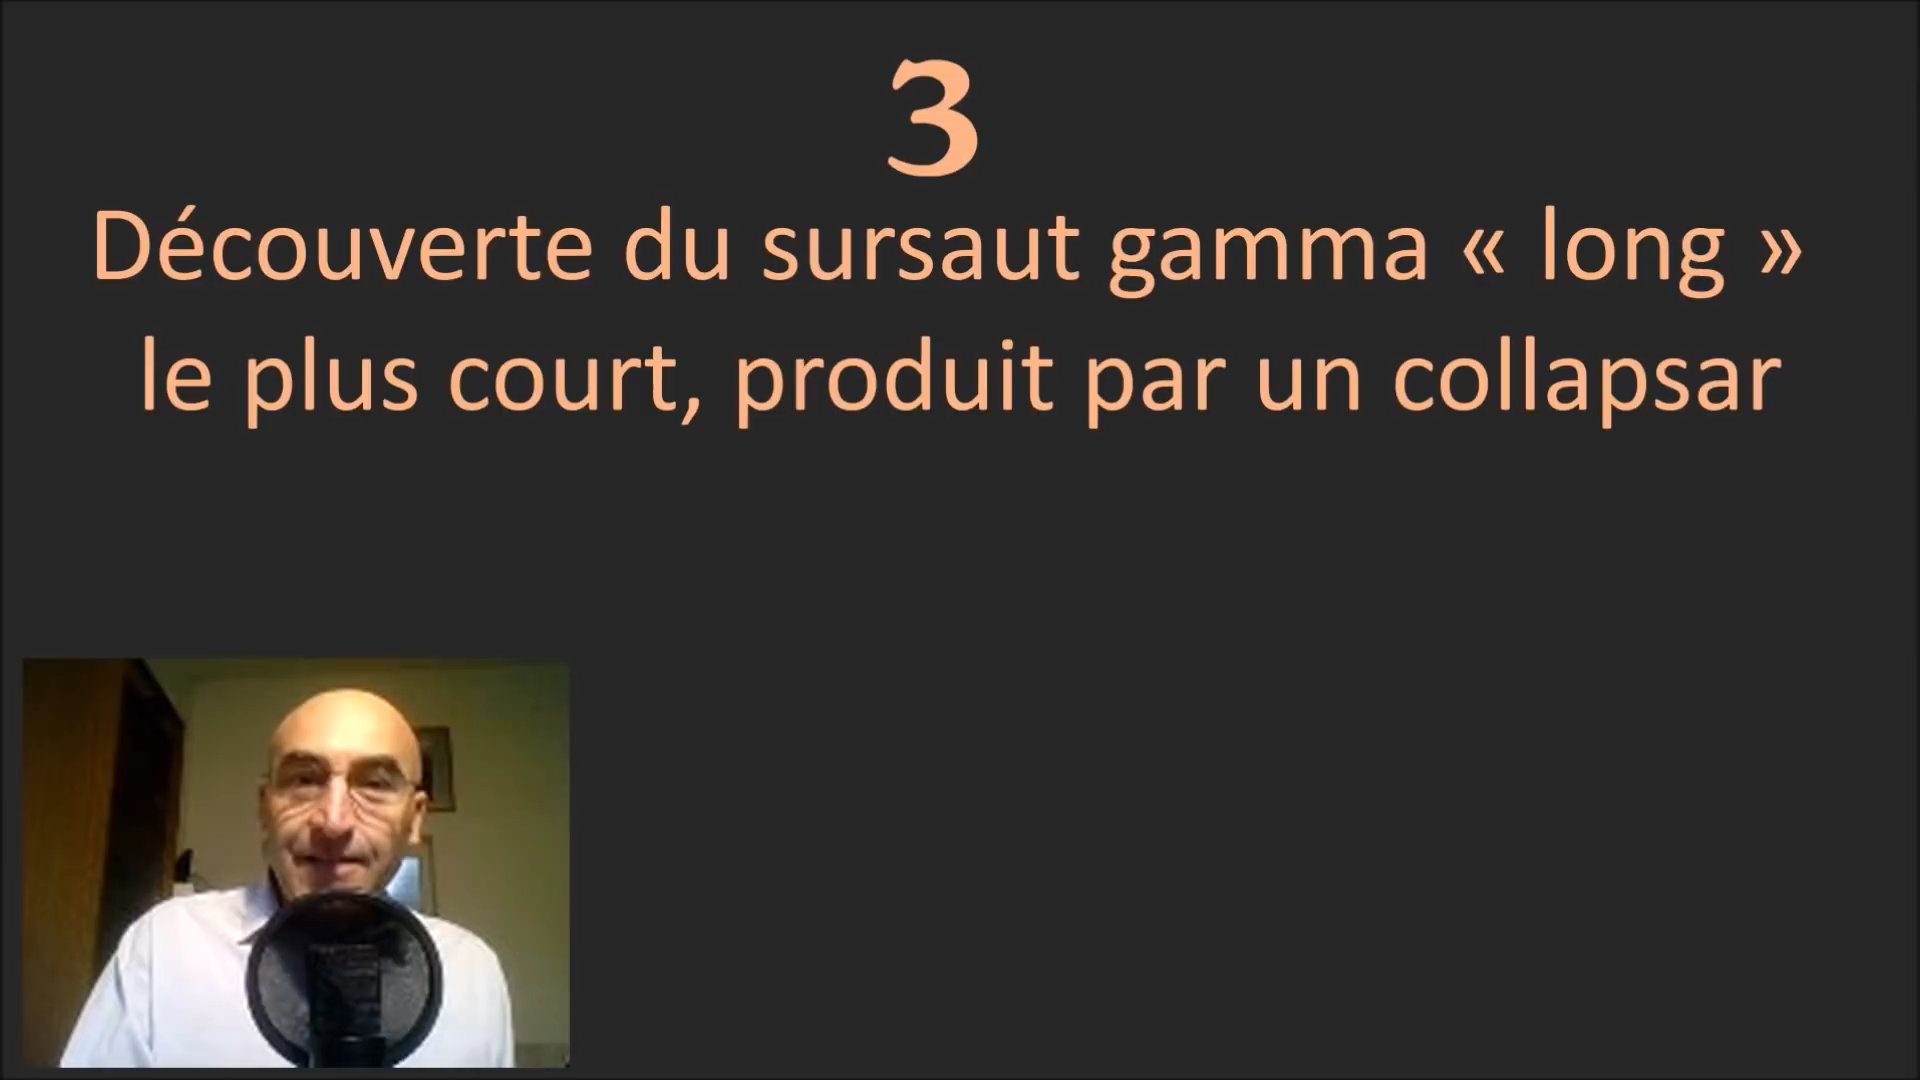 3
Découverte du sursaut gamma « long »
le plus court, produit par un collapsar